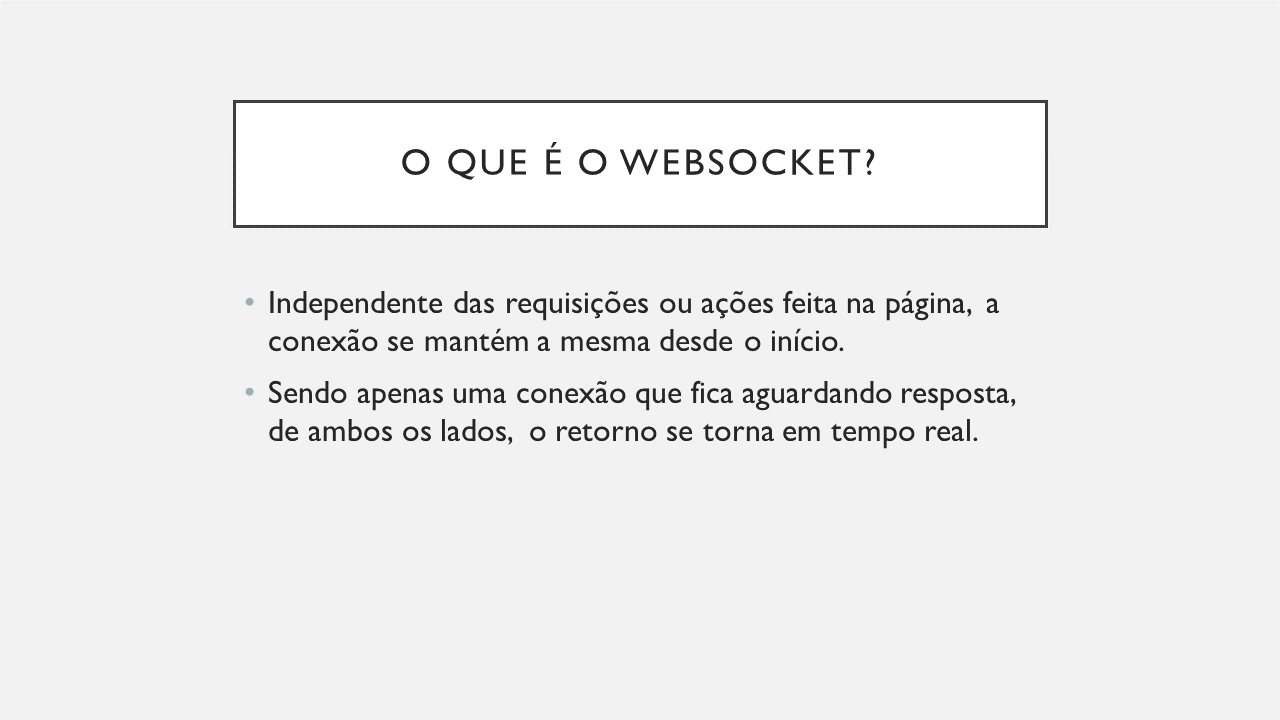 O QUE É O WEBSOCKET?
• Independente das requisições ou ações feita na página, a
conexão se mantém a mesma desde o início.
• Sendo apenas uma conexão que fica aguardando resposta,
de ambos os lados, o retorno se torna em tempo real.